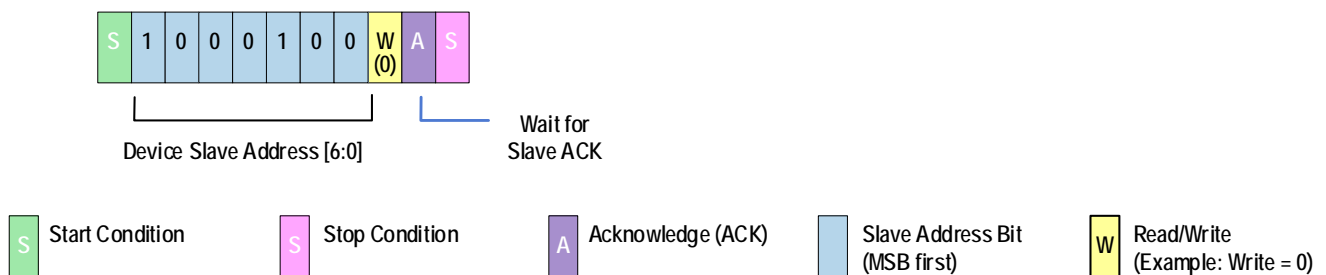 S 1 0 0 0 1 0 0 W A S
(0)
Device Slave Address [6:0]
Wait for
Slave ACK
S Start Condition
S Stop Condition
A Acknowledge (ACK)
Slave Address Bit
(MSB first)
W Read/Write
(Example: Write = 0)